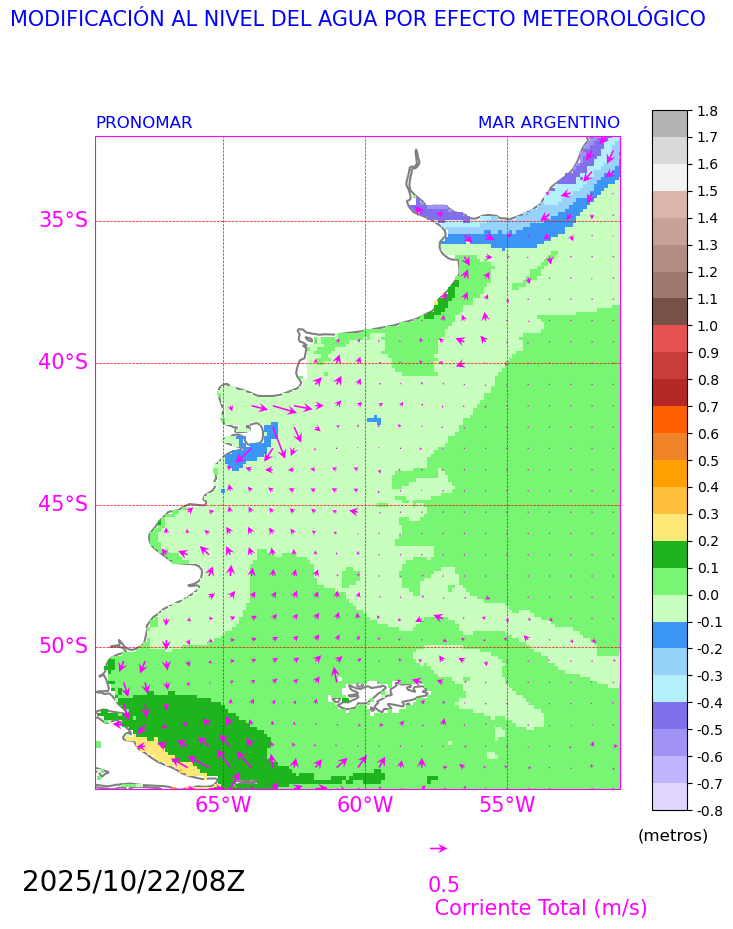 MODIFICACIÓN AL NIVEL DEL AGUA POR EFECTO METEOROLÓGICO
PRONOMAR
MAR ARGENTINO
35°S
40°S
45°S
50°S
65°W
60°W
55°W
1.8
1.7
1.6
1.5
1.4
1.3
1.2
1.1
1.0
0.9
0.8
0.7
0.6
0.5
0.4
0.3
0.2
0.1
0.0
-0.1
-0.2
-0.3
-0.4
-0.5
-0.6
-0.7
-0.8
(metros)
2025/10/22/08Z
0.5
Corriente Total (m/s)